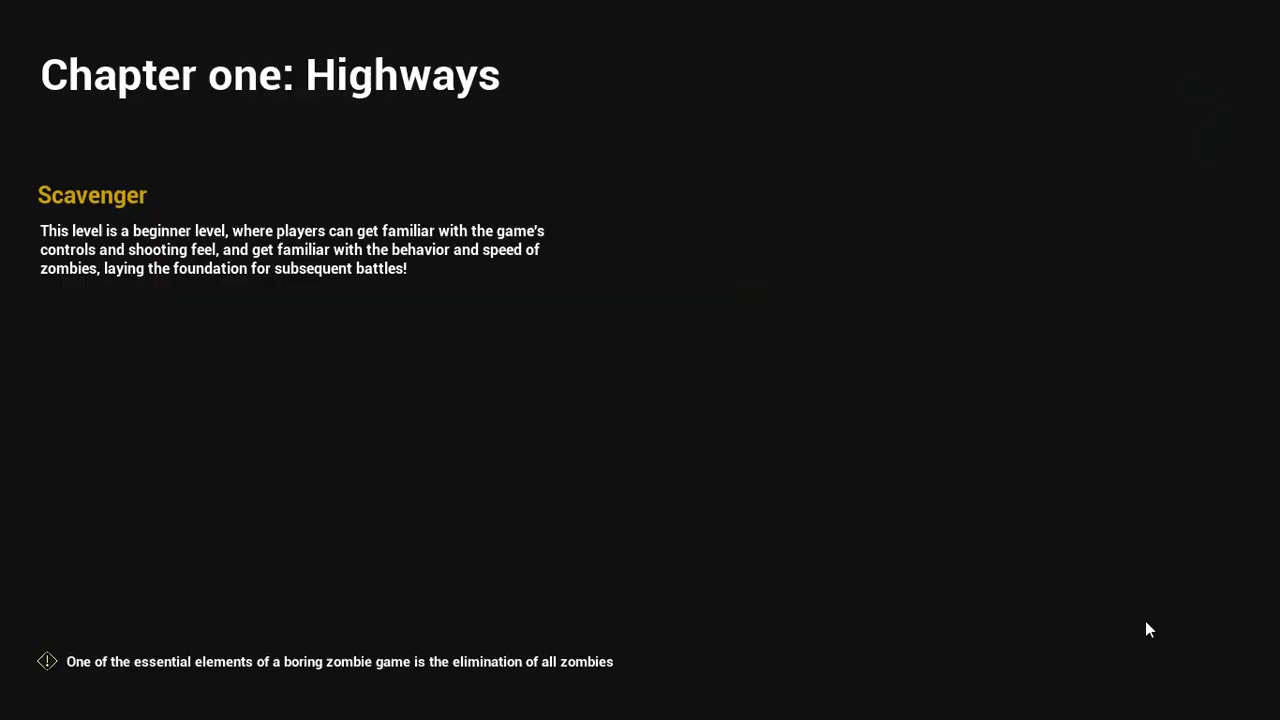 Chapter one: Highways
Scavenger
This level is a beginner level, where players can get familiar with the game's
controls and shooting feel, and get familiar with the behavior and speed of
zombies, laying the foundation for subsequent battles!
One of the essential elements of a boring zombie game is the elimination of all zombies